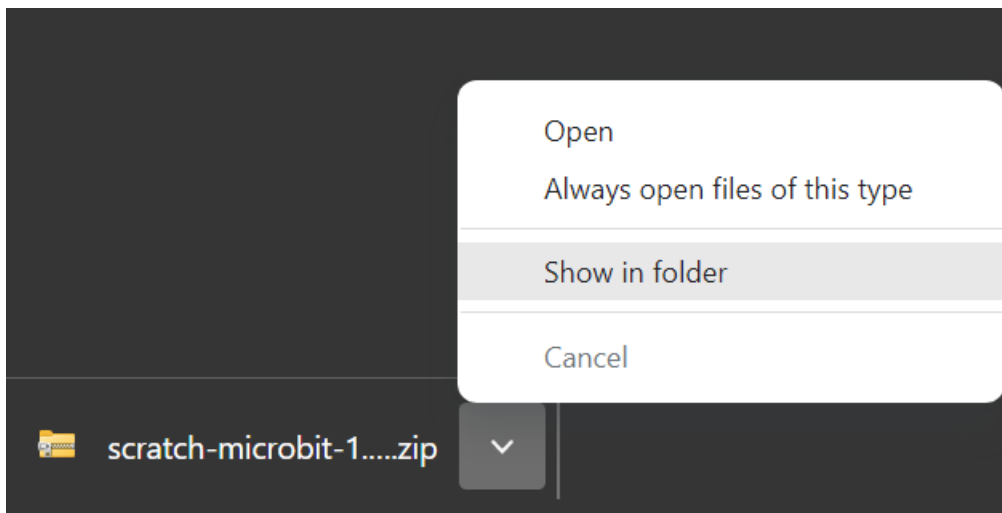 Open
Always open files of this type
Show in folder
Cancel
scratch-microbit-1.....zip